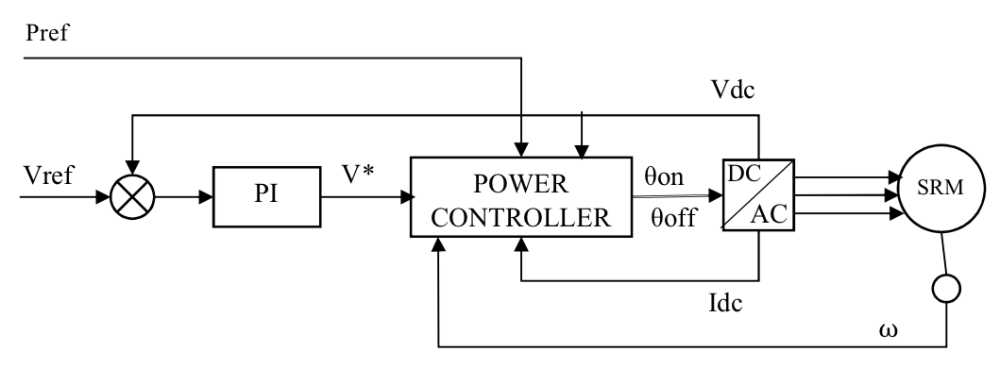 Pref
Vdc
Vref
PI
V*
POWER
CONTROLLER
θon
θoff
DC
AC
SRM
Idc
ω